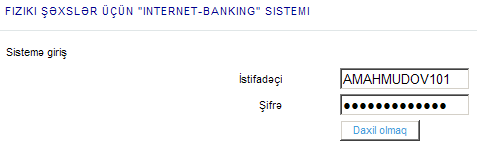 FIZIKI ŞƏXSLƏR ÜÇÜN "INTERNET-BANKING" SISTEMI
Sistemə giriş
İstifadəçi AMAHMUDOV101
Şifrə ●●●●●●●●●●●●●
Daxil olmaq